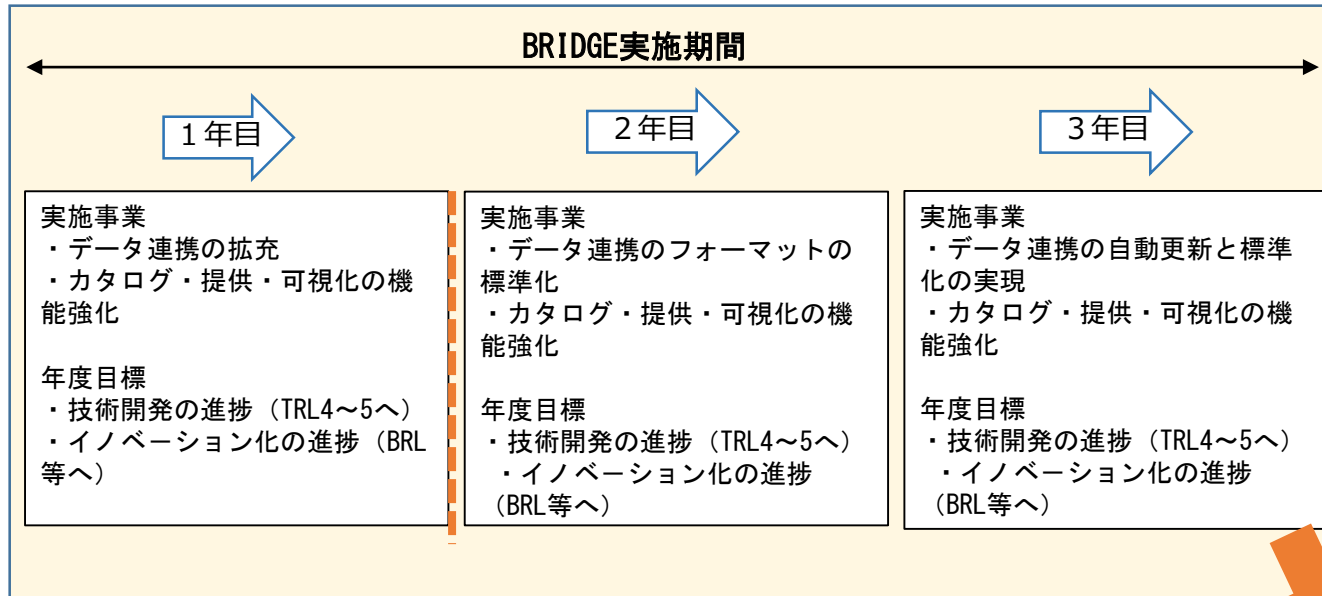 BRIDGE実施期間
1年目
2年目
3年目
実施事業
・データ連携の拡充
・カタログ・提供・可視化の機
能強化
年度目標
・技術開発の進捗（TRL4～5へ）
・イノベーション化の進捗（BRL
等へ）
実施事業
・データ連携のフォーマットの
標準化
・カタログ・提供・可視化の機
能強化
年度目標
・技術開発の進捗（TRL4～5へ）
・イノベーション化の進捗
（BRL等へ）
実施事業
・データ連携の自動更新と標準
化の実現
・カタログ・提供・可視化の機
能強化
年度目標
・技術開発の進捗（TRL4～5へ）
・イノベーション化の進捗
（BRL等へ）